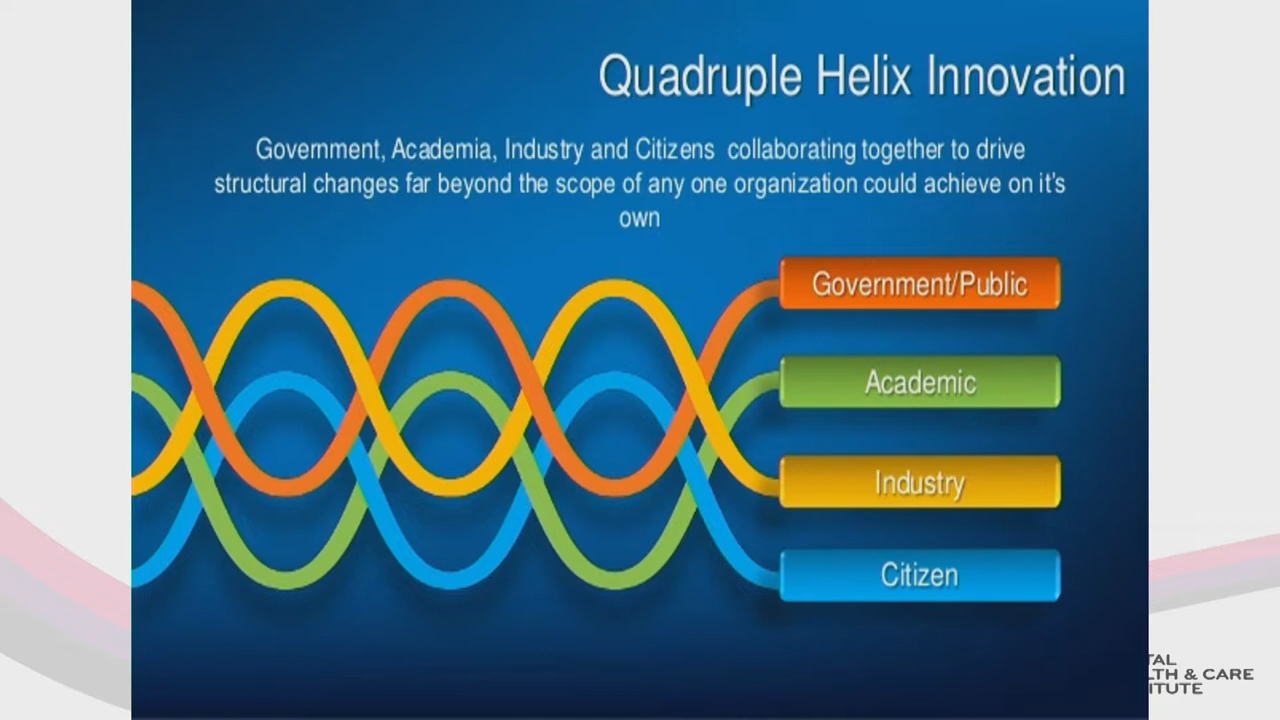 Quadruple Helix Innovation
Government, Academia, Industry and Citizens collaborating together to drive
structural changes far beyond the scope of any one organization could achieve on it's
own
Government/Public
Academic
Industry
Citizen
TAL
LTH & CARE
ITUTE